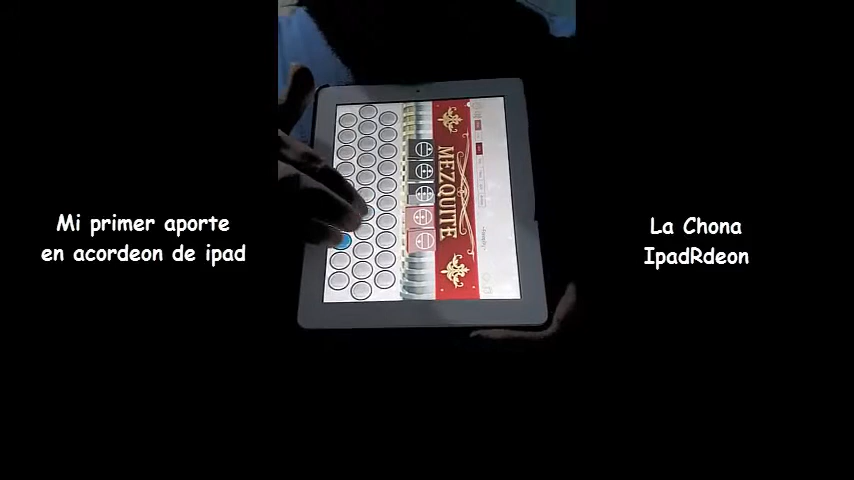 Mi primer aporte
en acordeon de ipad
MEZQUITE
La Chona
IpadRdeon